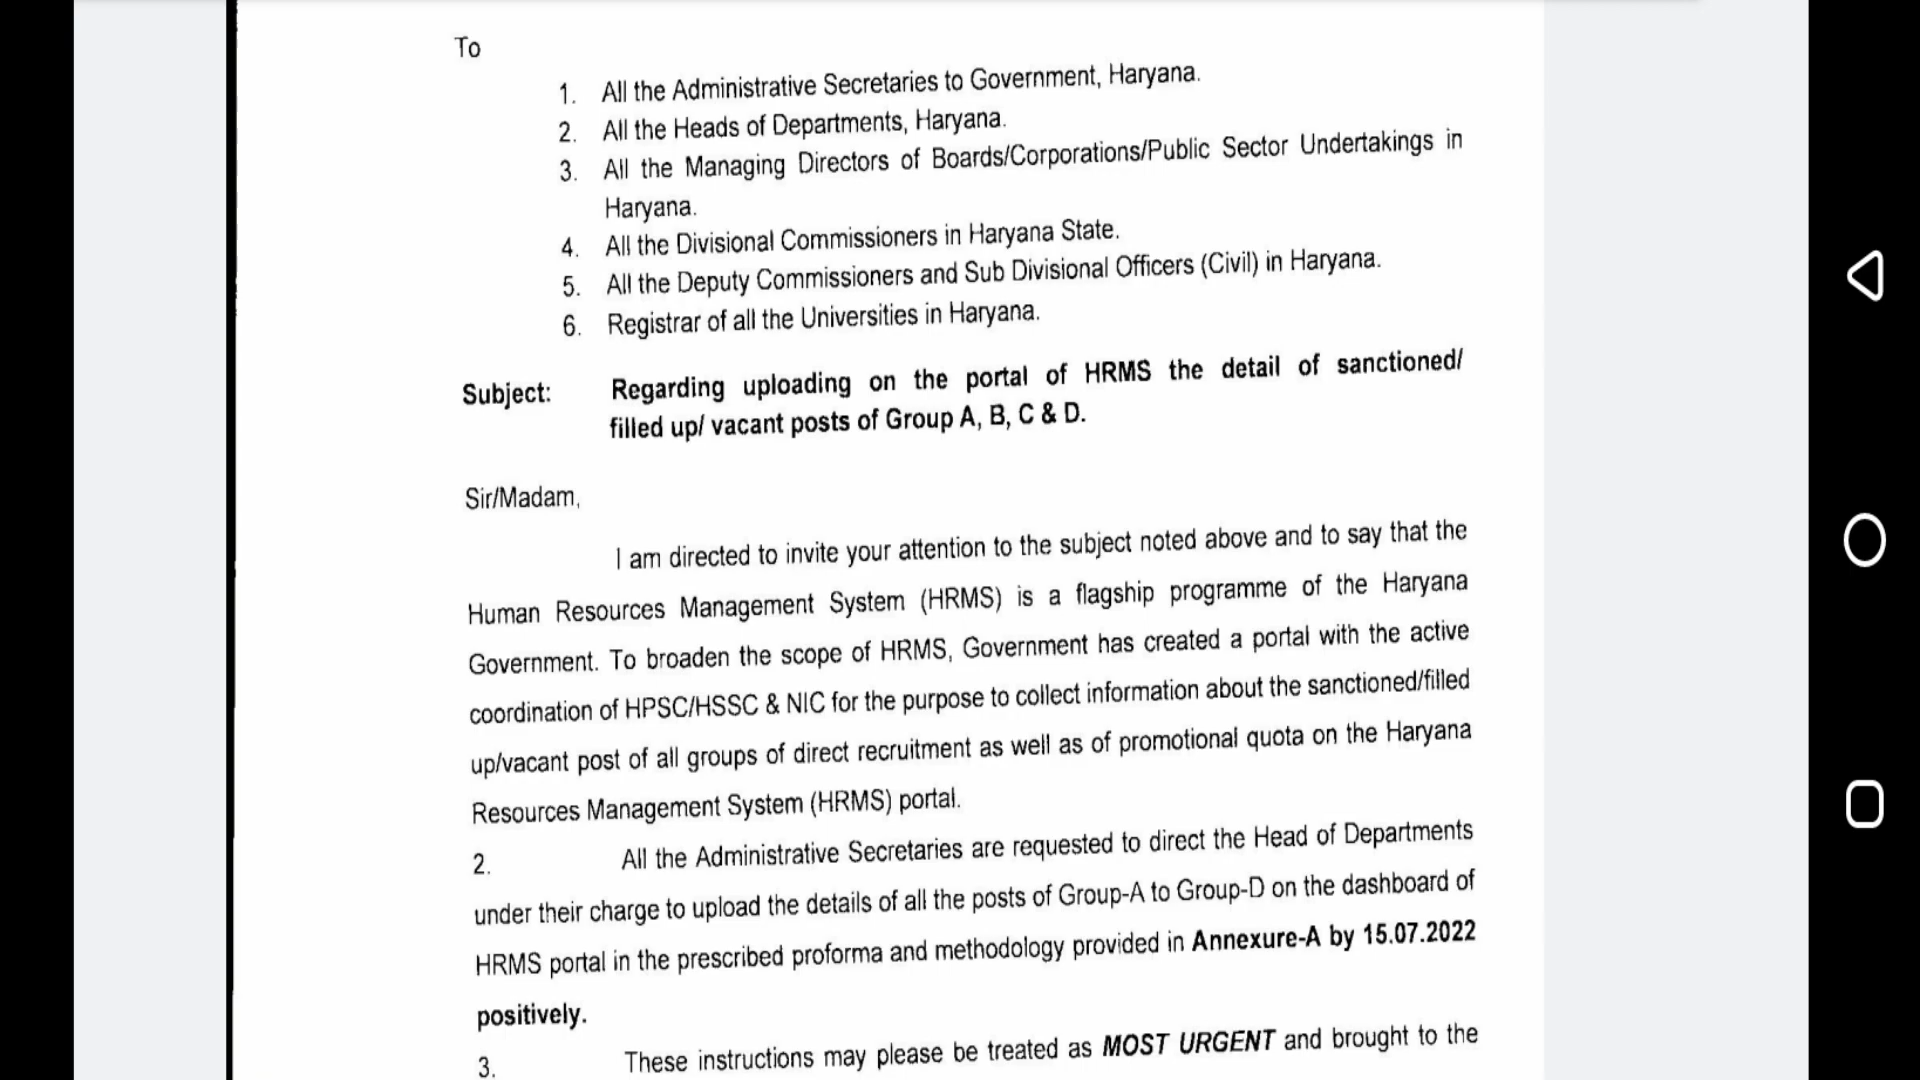 To
1. All the Administrative Secretaries to Government, Haryana.
2. All the Heads of Departments, Haryana.
3. All the Managing Directors of Boards/Corporations/Public Sector Undertakings in
Haryana.
4. All the Divisional Commissioners in Haryana State.
5. All the Deputy Commissioners and Sub Divisional Officers (Civil) in Haryana.
6. Registrar of all the Universities in Haryana.
Subject: Regarding uploading on the portal of HRMS the detail of sanctioned/
filled up/ vacant posts of Group A, B, C & D.
Sir/Madam,
I am directed to invite your attention to the subject noted above and to say that the
Human Resources Management System (HRMS) is a flagship programme of the Haryana
Government. To broaden the scope of HRMS, Government has created a portal with the active
coordination of HPSC/HSSC & NIC for the purpose to collect information about the sanctioned/filled
up/vacant post of all groups of direct recruitment as well as of promotional quota on the Haryana
Resources Management System (HRMS) portal.
2. All the Administrative Secretaries are requested to direct the Head of Departments
under their charge to upload the details of all the posts of Group-A to Group-D on the dashboard of
HRMS portal in the prescribed proforma and methodology provided in Annexure-A by 15.07.2022
positively.
3. These instructions may please be treated as MOST URGENT and brought to the